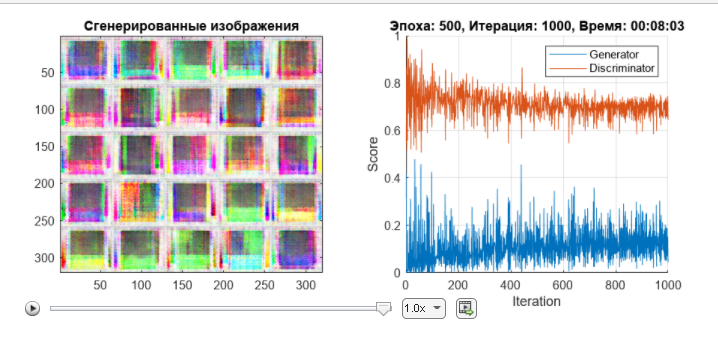 Сгенерированные изображения
50
100
150
200
250
300
50 100 150 200 250 300
Эпоха: 500, Итерация: 1000, Время: 00:08:03
Generator
Discriminator
Score
1
0.8
0.6
0.4
0.2
0
0 200 400 600 800 1000
Iteration
1.0x